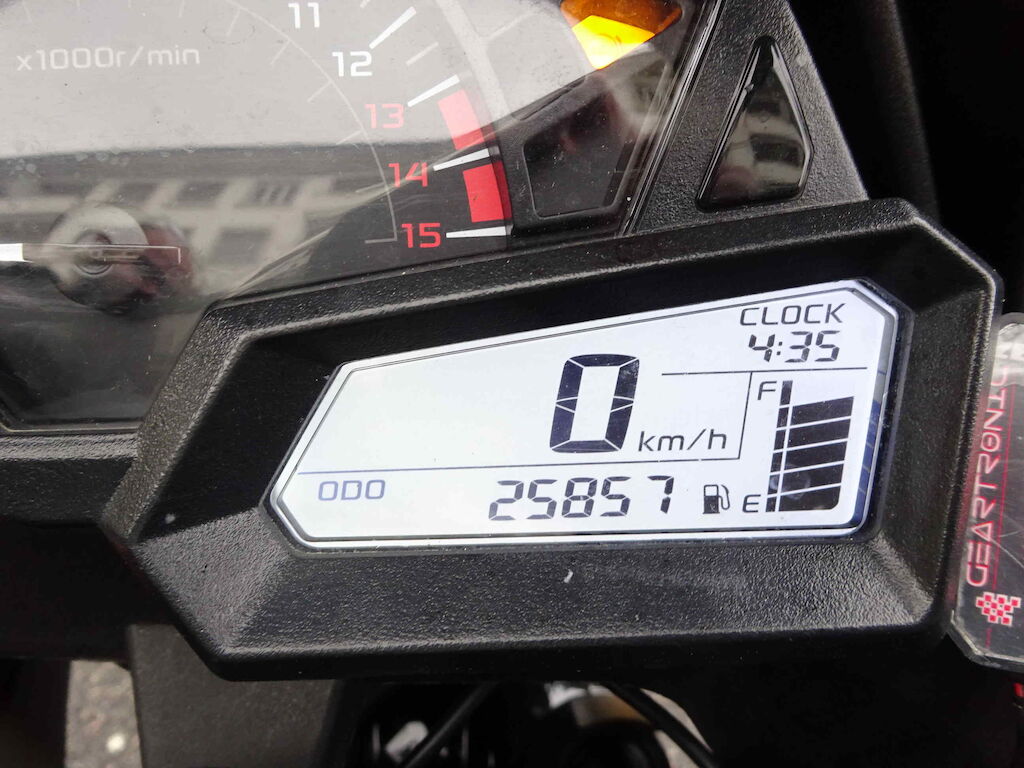 11
x1000r/min
12
13
14
15
CLOCK
4:35
0 km/h
F
E
ODO 25857
GEARTRONIC